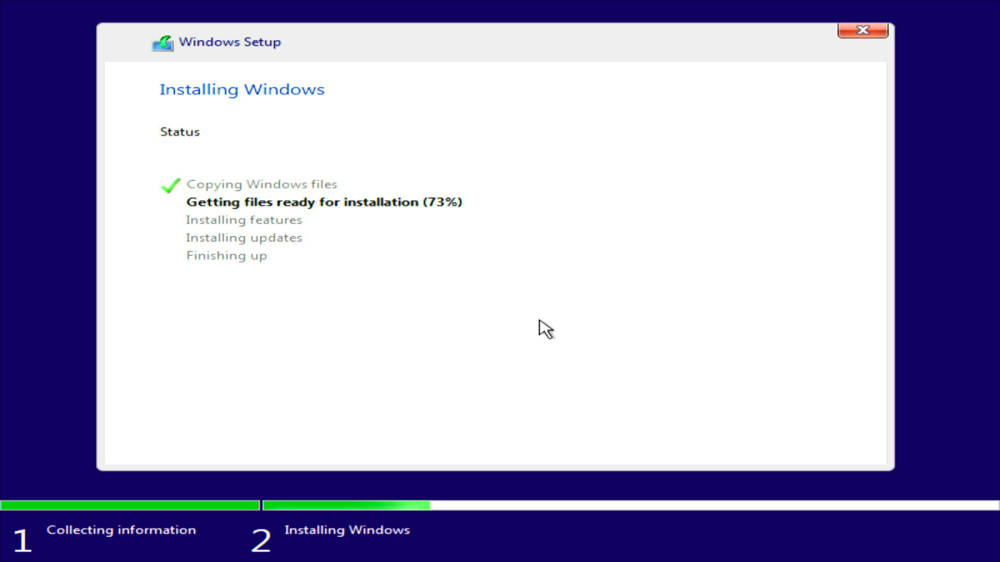 Windows Setup
Installing Windows
Status
Copying Windows files
Getting files ready for installation (73%)
Installing features
Installing updates
Finishing up
1 Collecting information
2 Installing Windows